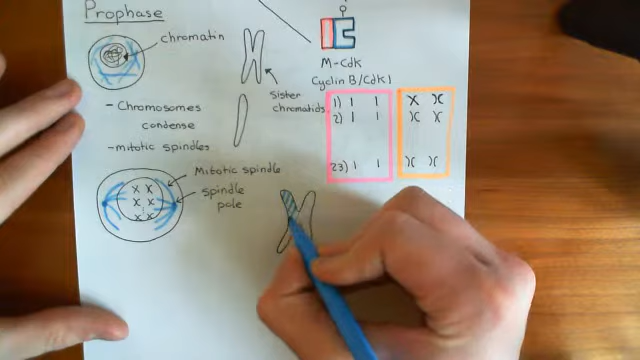 Prophase
chromatin
Sister
chromatids
- Chromosomes
condense
- mitotic spindles
Mitotic spindle
spindle
pole
M-Cdk
Cyclin B/Cdk1
1)
2)
23)